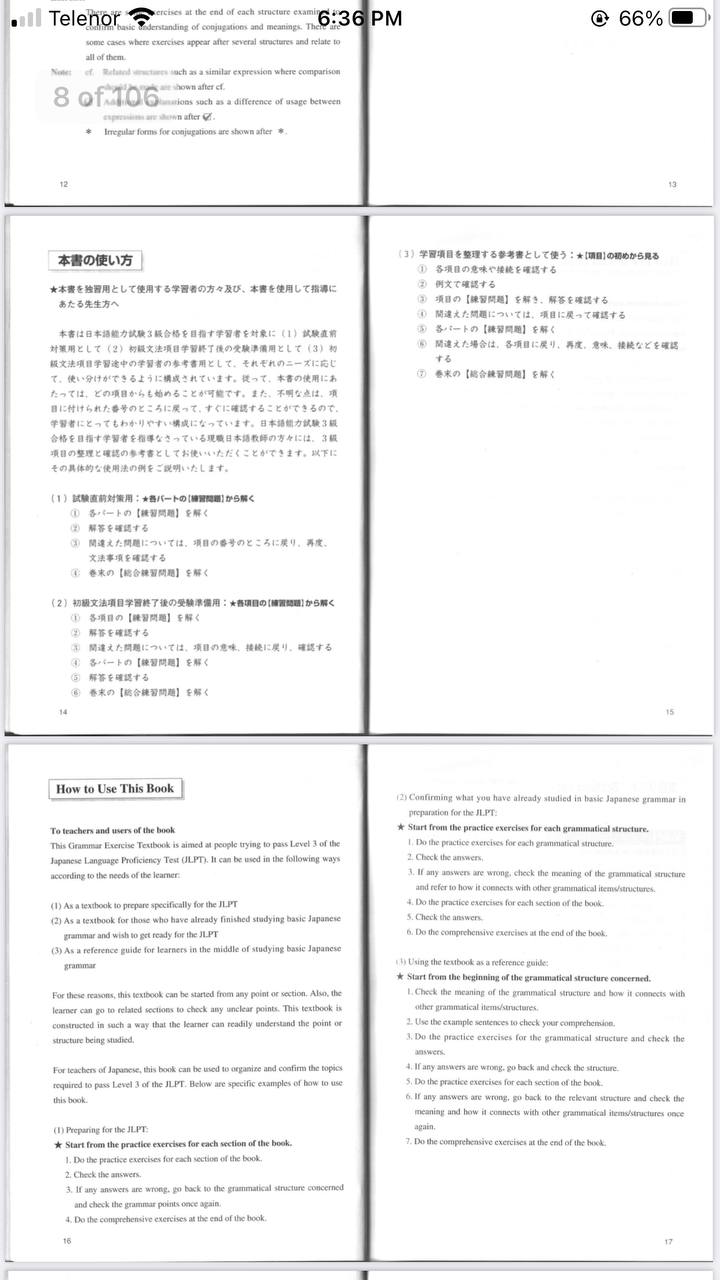 Telenor 6:36 PM 66%
8 of 106
There are exercises at the end of each structure examined to
confirm basic understanding of conjugations and meanings. There are
some cases where exercises appear after several structures and relate to
all of them.
Note: cf. Related structures such as a similar expression where comparison
should be made are shown after cf.
Additional explanations such as a difference of usage between
expressions are shown after ☑.
* Irregular forms for conjugations are shown after *.
12
13
本書の使い方
★本書を独習用として使用する学習者の方々及び、本書を使用して指導に
あたる先生方へ
本書は日本語能力試験3級合格を目指す学習者を対象に(1)試験直前
対策用として(2)初級文法項目学習終了後の受験準備用として(3)初
級文法項目学習途中の学習者の参考書用として、それぞれのニーズに応じ
て、使い分けができるように構成されています。従って、本書の使用にあ
たっては、どの項目からも始めることが可能です。また、不明な点は、項
目に付けられた番号のところに戻って、すぐに確認することができるので、
学習者にとってもわかりやすい構成になっています。日本語能力試験3級
合格を目指す学習者を指導なさっている現職日本語教師の方々には、3級
項目の整理と確認の参考書としてお使いいただくことができます。以下に
その具体的な使用法の例をご説明いたします。
(1)試験直前対策用:★各パートの【練習問題】から解く
① 各パートの【練習問題】を解く
② 解答を確認する
③ 間違えた問題については、項目の番号のところに戻り、再度、
文法事項を確認する
④ 巻末の【総合練習問題】を解く
(2)初級文法項目学習終了後の受験準備用:★各項目の【練習問題】から解く
① 各項目の【練習問題】を解く
② 解答を確認する
③ 間違えた問題については、項目の意味、接続に戻り、確認する
④ 各パートの【練習問題】を解く
⑤ 解答を確認する
⑥ 巻末の【総合練習問題】を解く
14
(3)学習項目を整理する参考書として使う:★【項目】の初めから見る
① 各項目の意味や接続を確認する
② 例文で確認する
③ 項目の【練習問題】を解き、解答を確認する
④ 間違えた問題については、項目に戻って確認する
⑤ 各パートの【練習問題】を解く
⑥ 間違えた場合は、各項目に戻り、再度、意味、接続などを確認
する
⑦ 巻末の【総合練習問題】を解く
15
How to Use This Book
To teachers and users of the book
This Grammar Exercise Textbook is aimed at people trying to pass Level 3 of the
Japanese Language Proficiency Test (JLPT). It can be used in the following ways
according to the needs of the learner:
(1) As a textbook to prepare specifically for the JLPT
(2) As a textbook for those who have already finished studying basic Japanese
grammar and wish to get ready for the JLPT
(3) As a reference guide for learners in the middle of studying basic Japanese
grammar
For these reasons, this textbook can be started from any point or section. Also, the
learner can go to related sections to check any unclear points. This textbook is
constructed in such a way that the learner can readily understand the point or
structure being studied.
For teachers of Japanese, this book can be used to organize and confirm the topics
required to pass Level 3 of the JLPT. Below are specific examples of how to use
this book.
(1) Preparing for the JLPT:
★ Start from the practice exercises for each section of the book.
1. Do the practice exercises for each section of the book.
2. Check the answers.
3. If any answers are wrong, go back to the grammatical structure concerned
and check the grammar points once again.
4. Do the comprehensive exercises at the end of the book.
16
(2) Confirming what you have already studied in basic Japanese grammar in
preparation for the JLPT:
★ Start from the practice exercises for each grammatical structure.
1. Do the practice exercises for each grammatical structure.
2. Check the answers.
3. If any answers are wrong, check the meaning of the grammatical structure
and refer to how it connects with other grammatical items/structures.
4. Do the practice exercises for each section of the book.
5. Check the answers.
6. Do the comprehensive exercises at the end of the book.
(3) Using the textbook as a reference guide:
★ Start from the beginning of the grammatical structure concerned.
1. Check the meaning of the grammatical structure and how it connects with
other grammatical items/structures.
2. Use the example sentences to check your comprehension.
3. Do the practice exercises for the grammatical structure and check the
answers.
4. If any answers are wrong, go back and check the structure.
5. Do the practice exercises for each section of the book.
6. If any answers are wrong, go back to the relevant structure and check the
meaning and how it connects with other grammatical items/structures once
again.
7. Do the comprehensive exercises at the end of the book.
17